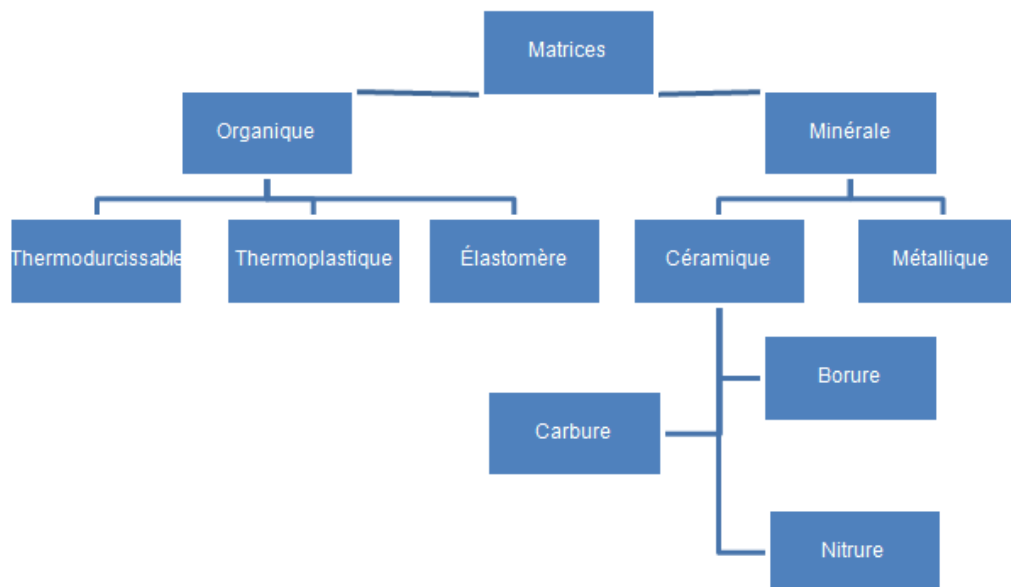 Matrices
Organique
Minérale
Thermodurcissable
Thermoplastique
Élastomère
Céramique
Métallique
Borure
Carbure
Nitrure